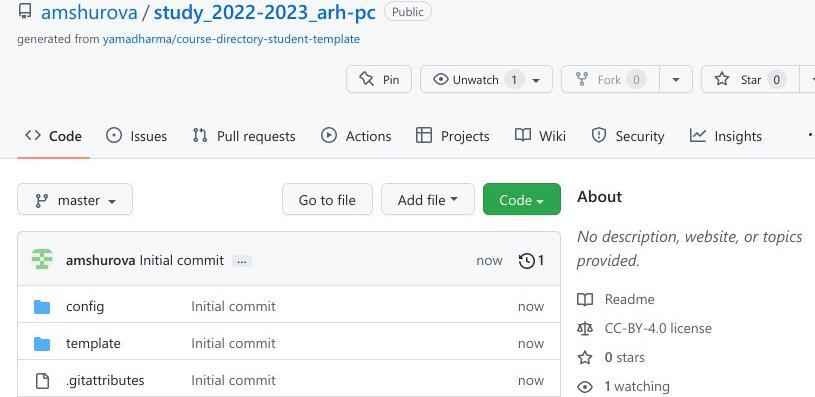 amshurova / study_2022-2023_arh-pc Public
generated from yamadharma/course-directory-student-template
Pin Unwatch 1 Fork 0 Star 0
Code Issues Pull requests Actions Projects Wiki Security Insights
master Go to file Add file Code
amshurova Initial commit ... now 1
config Initial commit now
template Initial commit now
.gitattributes Initial commit now
About
No description, website, or topics
provided.
Readme
CC-BY-4.0 license
0 stars
1 watching